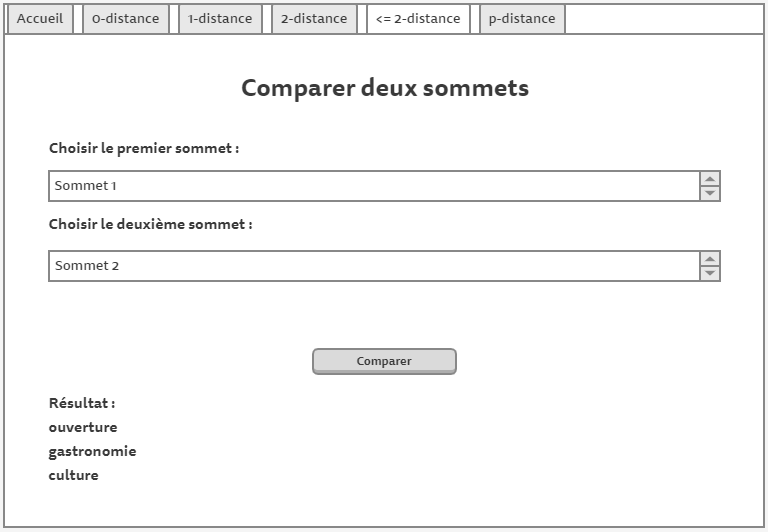 Accueil 0-distance 1-distance 2-distance <= 2-distance p-distance
Comparer deux sommets
Choisir le premier sommet :
Sommet 1
Choisir le deuxième sommet :
Sommet 2
Comparer
Résultat :
ouverture
gastronomie
culture